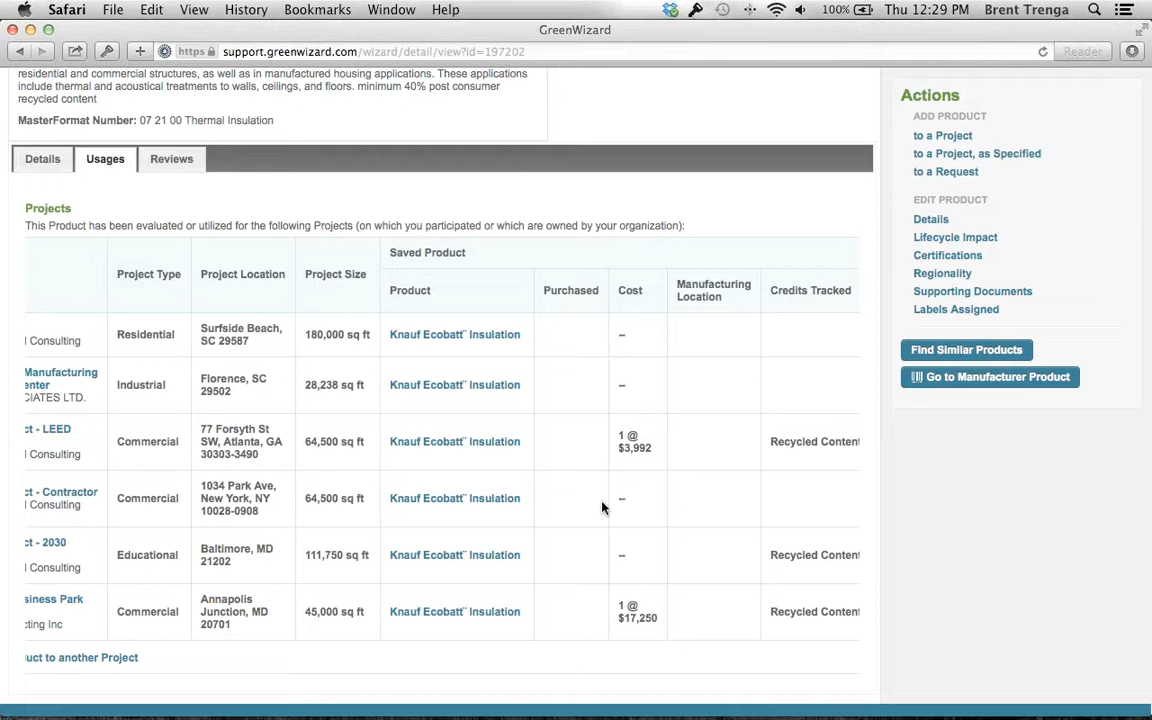 Safari File Edit View History Bookmarks Window Help 100% Thu 12:29 PM Brent Trenga
GreenWizard
https support.greenwizard.com/wizard/detail/view?id=197202 Reader
residential and commercial structures, as well as in manufactured housing applications. These applications
include thermal and acoustical treatments to walls, ceilings, and floors. minimum 40% post consumer
recycled content
MasterFormat Number: 07 21 00 Thermal Insulation
Details Usages Reviews
Projects
This Product has been evaluated or utilized for the following Projects (on which you participated or which are owned by your organization):
Project Type Project Location Project Size Saved Product
Product Purchased Cost Manufacturing Location Credits Tracked
l Consulting Residential Surfside Beach, SC 29587 180,000 sq ft Knauf Ecobatt¨ Insulation --
Manufacturing
enter
CIATES LTD. Industrial Florence, SC 29502 28,238 sq ft Knauf Ecobatt¨ Insulation --
ct - LEED
l Consulting Commercial 77 Forsyth St SW, Atlanta, GA 30303-3490 64,500 sq ft Knauf Ecobatt¨ Insulation 1 @ $3,992 Recycled Content
ct - Contractor
l Consulting Commercial 1034 Park Ave, New York, NY 10028-0908 64,500 sq ft Knauf Ecobatt¨ Insulation --
ct - 2030
l Consulting Educational Baltimore, MD 21202 111,750 sq ft Knauf Ecobatt¨ Insulation -- Recycled Content
siness Park
cting Inc Commercial Annapolis Junction, MD 20701 45,000 sq ft Knauf Ecobatt¨ Insulation 1 @ $17,250 Recycled Content
uct to another Project
Actions
ADD PRODUCT
to a Project
to a Project, as Specified
to a Request
EDIT PRODUCT
Details
Lifecycle Impact
Certifications
Regionality
Supporting Documents
Labels Assigned
Find Similar Products
Go to Manufacturer Product